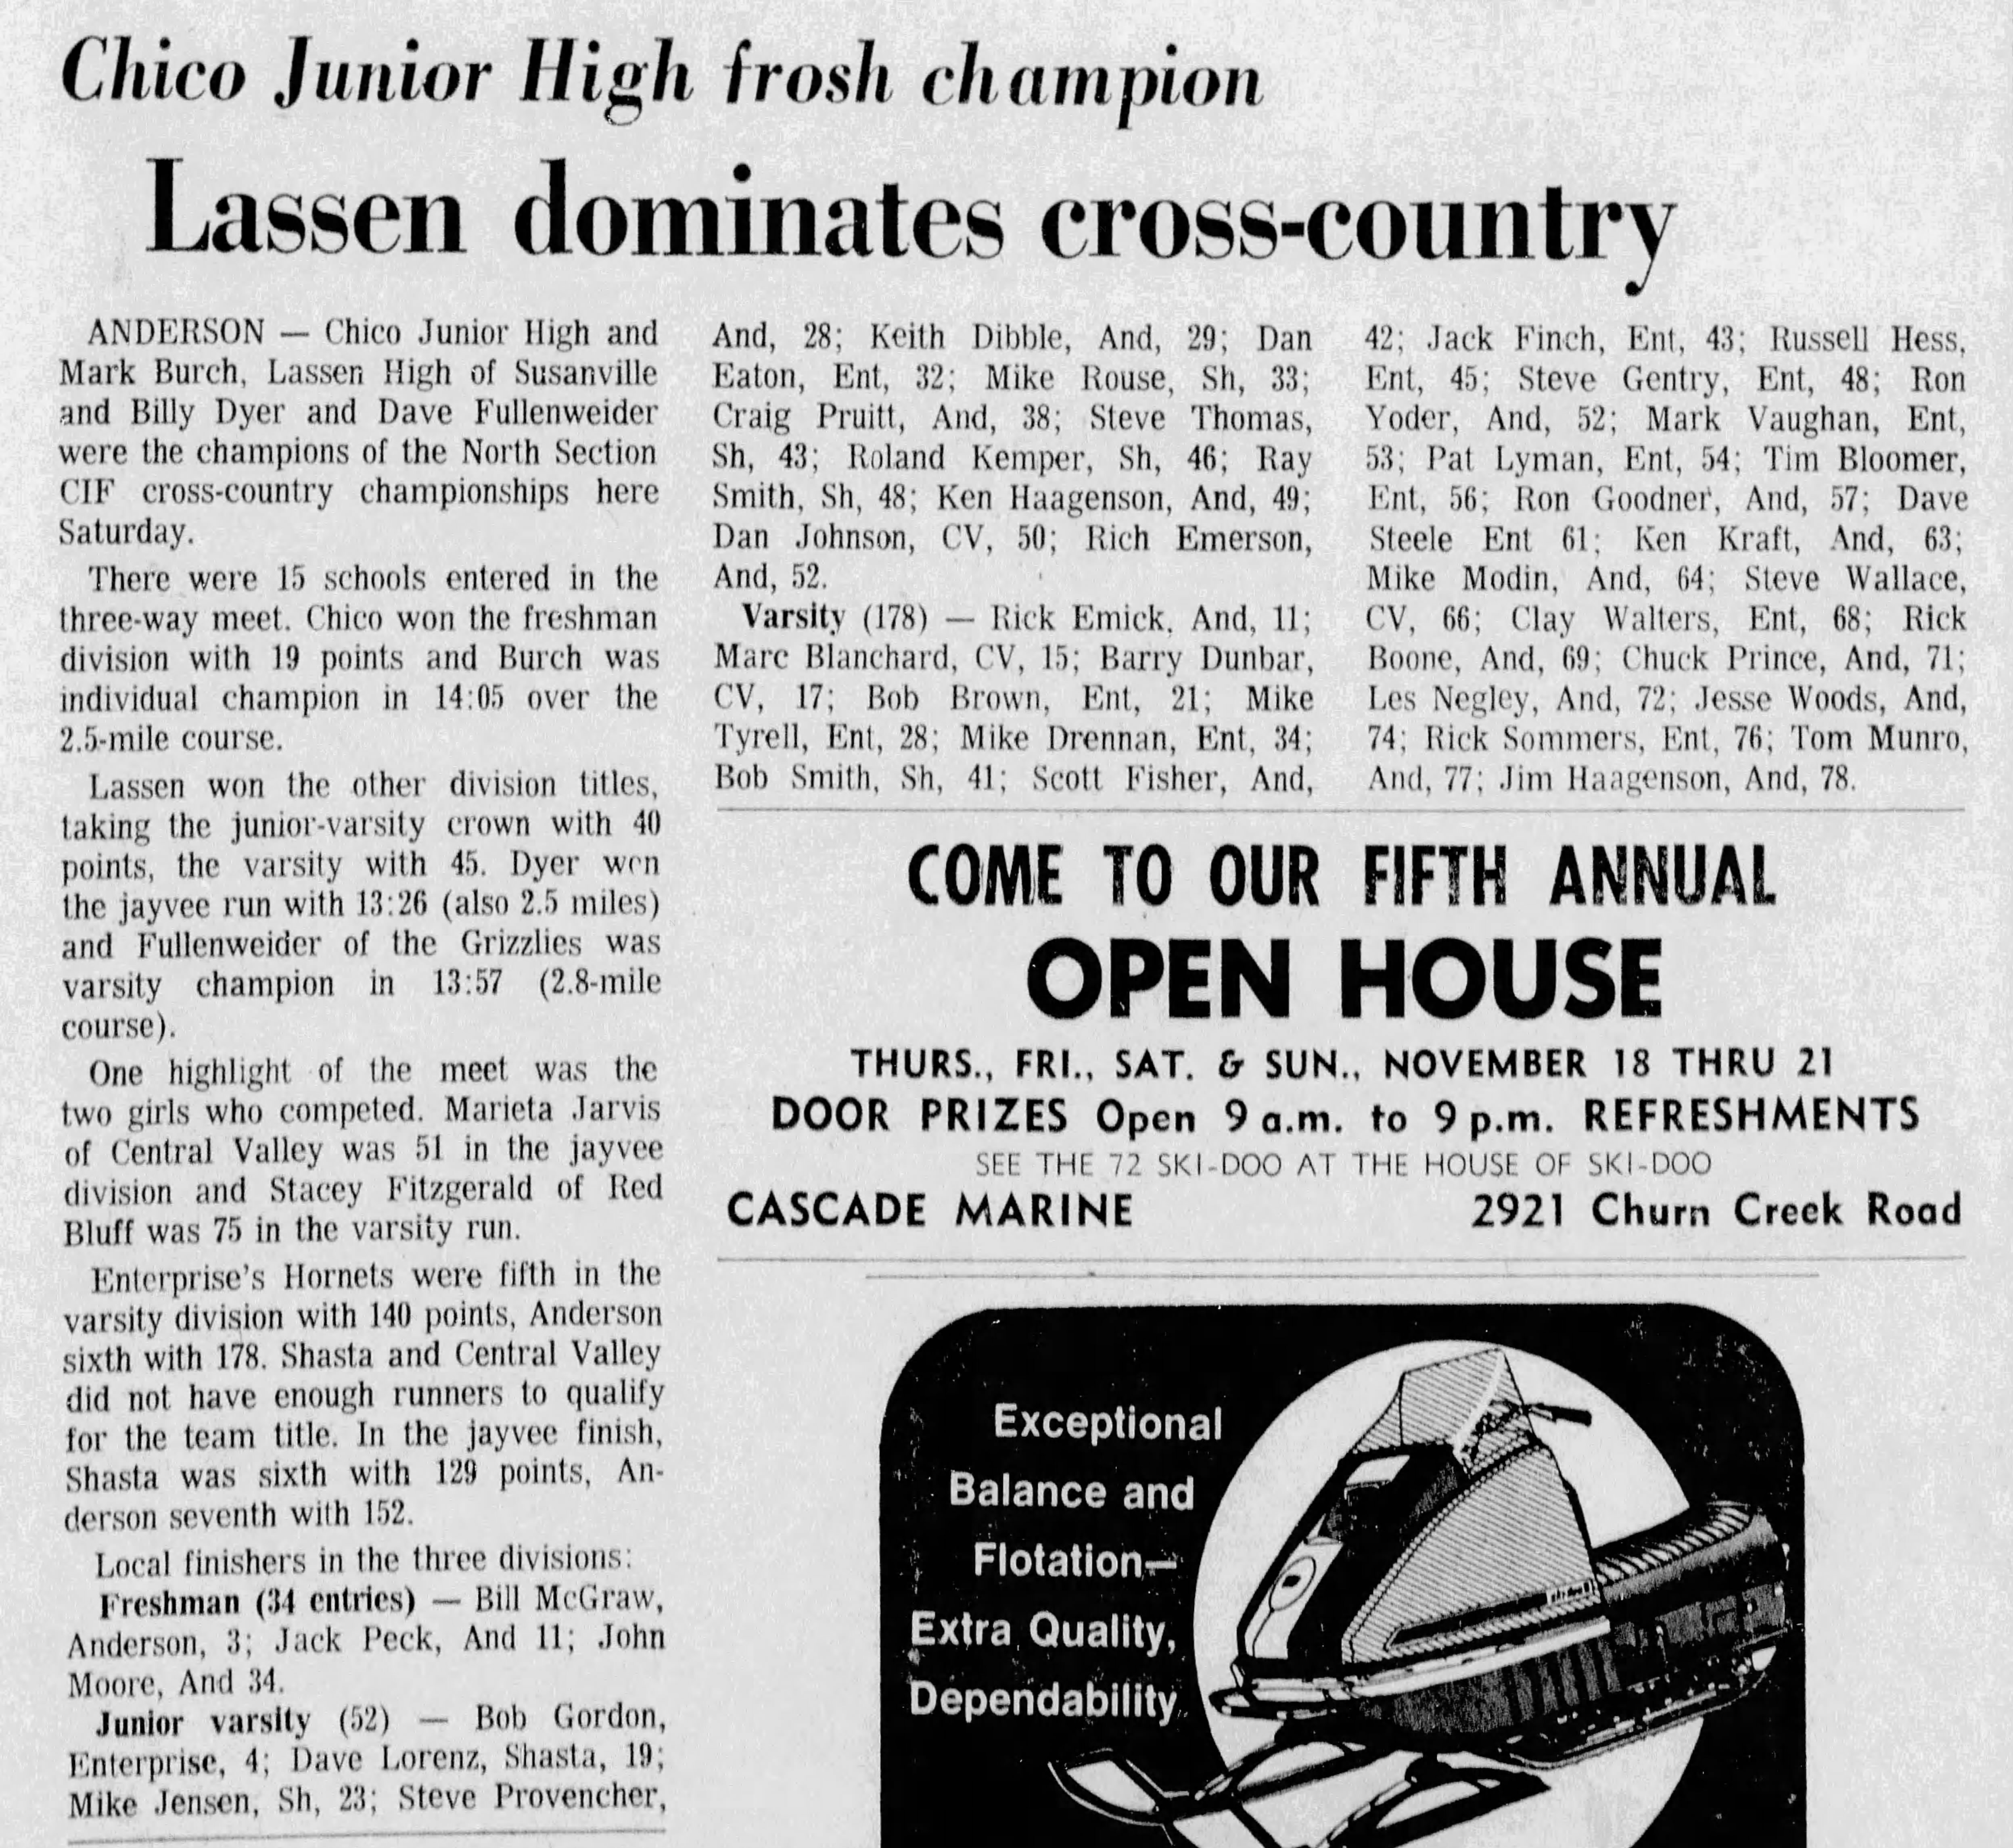 Chico Junior High frosh champion
Lassen dominates cross-country
ANDERSON — Chico Junior High and
Mark Burch, Lassen High of Susanville
and Billy Dyer and Dave Fullenweider
were the champions of the North Section
CIF cross-country championships here
Saturday.
There were 15 schools entered in the
three-way meet. Chico won the freshman
division with 19 points and Burch was
individual champion in 14:05 over the
2.5-mile course.
Lassen won the other division titles,
taking the junior-varsity crown with 40
points, the varsity with 45. Dyer won
the jayvee run with 13:26 (also 2.5 miles)
and Fullenweider of the Grizzlies was
varsity champion in 13:57 (2.8-mile
course).
One highlight of the meet was the
two girls who competed. Marieta Jarvis
of Central Valley was 51 in the jayvee
division and Stacey Fitzgerald of Red
Bluff was 75 in the varsity run.
Enterprise's Hornets were fifth in the
varsity division with 140 points, Anderson
sixth with 178. Shasta and Central Valley
did not have enough runners to qualify
for the team title. In the jayvee finish,
Shasta was sixth with 129 points, An-
derson seventh with 152.
Local finishers in the three divisions:
Freshman (34 entries) — Bill McGraw,
Anderson, 3; Jack Peck, And 11; John
Moore, And 34.
Junior varsity (52) — Bob Gordon,
Enterprise, 4; Dave Lorenz, Shasta, 19;
Mike Jensen, Sh, 23; Steve Provencher,
And, 28; Keith Dibble, And, 29; Dan
Eaton, Ent, 32; Mike Rouse, Sh, 33;
Craig Pruitt, And, 38; Steve Thomas,
Sh, 43; Roland Kemper, Sh, 46; Ray
Smith, Sh, 48; Ken Haagenson, And, 49;
Dan Johnson, CV, 50; Rich Emerson,
And, 52.
Varsity (178) — Rick Emick, And, 11;
Marc Blanchard, CV, 15; Barry Dunbar,
CV, 17; Bob Brown, Ent, 21; Mike
Tyrell, Ent, 28; Mike Drennan, Ent, 34;
Bob Smith, Sh, 41; Scott Fisher, And,
42; Jack Finch, Ent, 43; Russell Hess,
Ent, 45; Steve Gentry, Ent, 48; Ron
Yoder, And, 52; Mark Vaughan, Ent,
53; Pat Lyman, Ent, 54; Tim Bloomer,
Ent, 56; Ron Goodner, And, 57; Dave
Steele Ent 61; Ken Kraft, And, 63;
Mike Modin, And, 64; Steve Wallace,
CV, 66; Clay Walters, Ent, 68; Rick
Boone, And, 69; Chuck Prince, And, 71;
Les Negley, And, 72; Jesse Woods, And,
74; Rick Sommers, Ent, 76; Tom Munro,
And, 77; Jim Haagenson, And, 78.
COME TO OUR FIFTH ANNUAL
OPEN HOUSE
THURS., FRI., SAT. & SUN., NOVEMBER 18 THRU 21
DOOR PRIZES Open 9 a.m. to 9 p.m. REFRESHMENTS
SEE THE 72 SKI-DOO AT THE HOUSE OF SKI-DOO
CASCADE MARINE 2921 Churn Creek Road
Exceptional
Balance and
Flotation—
Extra Quality,
Dependability